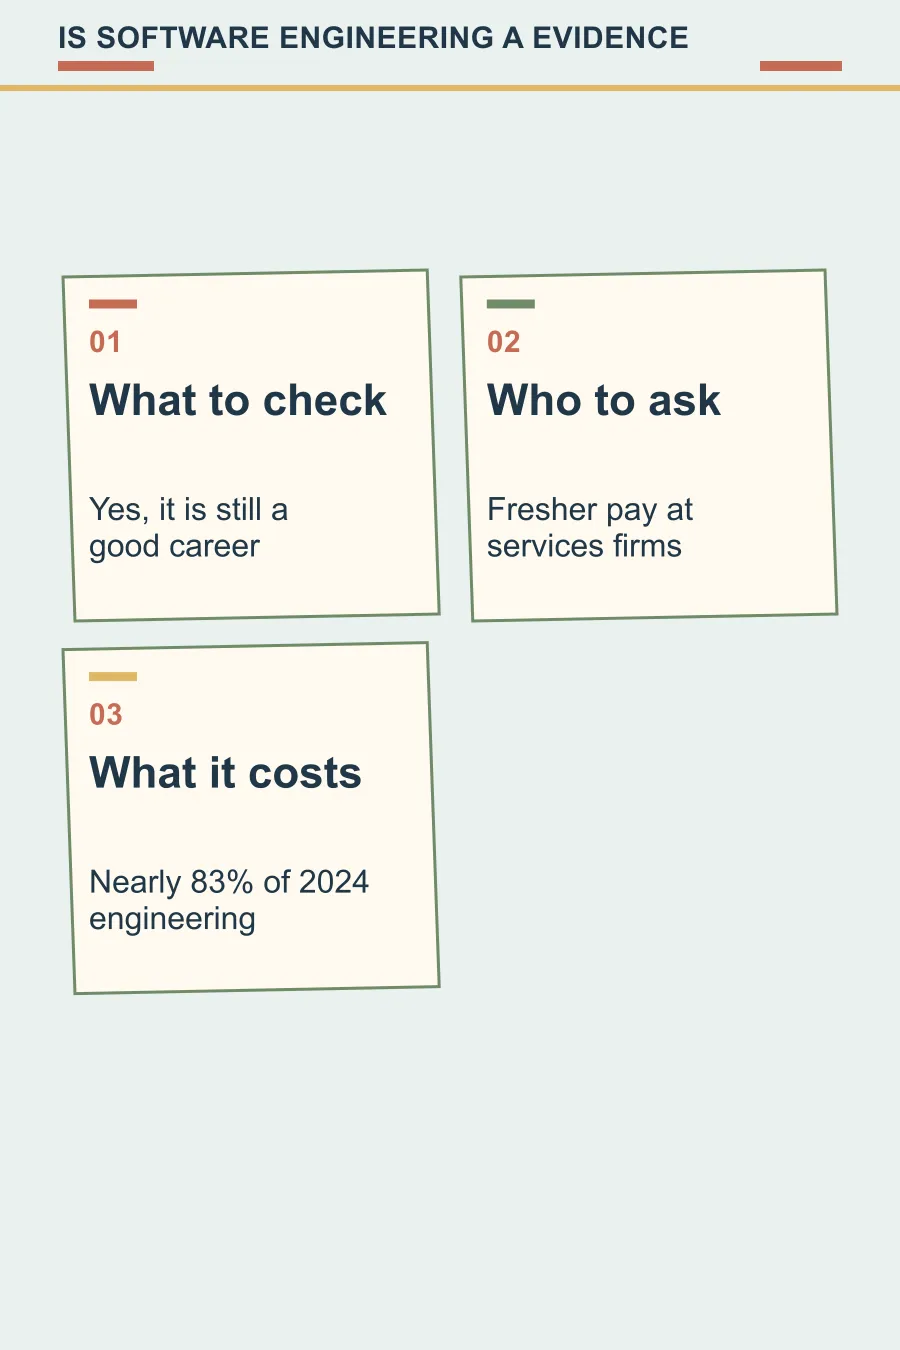 IS SOFTWARE ENGINEERING A EVIDENCE
01
What to check
Yes, it is still a
good career
02
Who to ask
Fresher pay at
services firms
03
What it costs
Nearly 83% of 2024
engineering